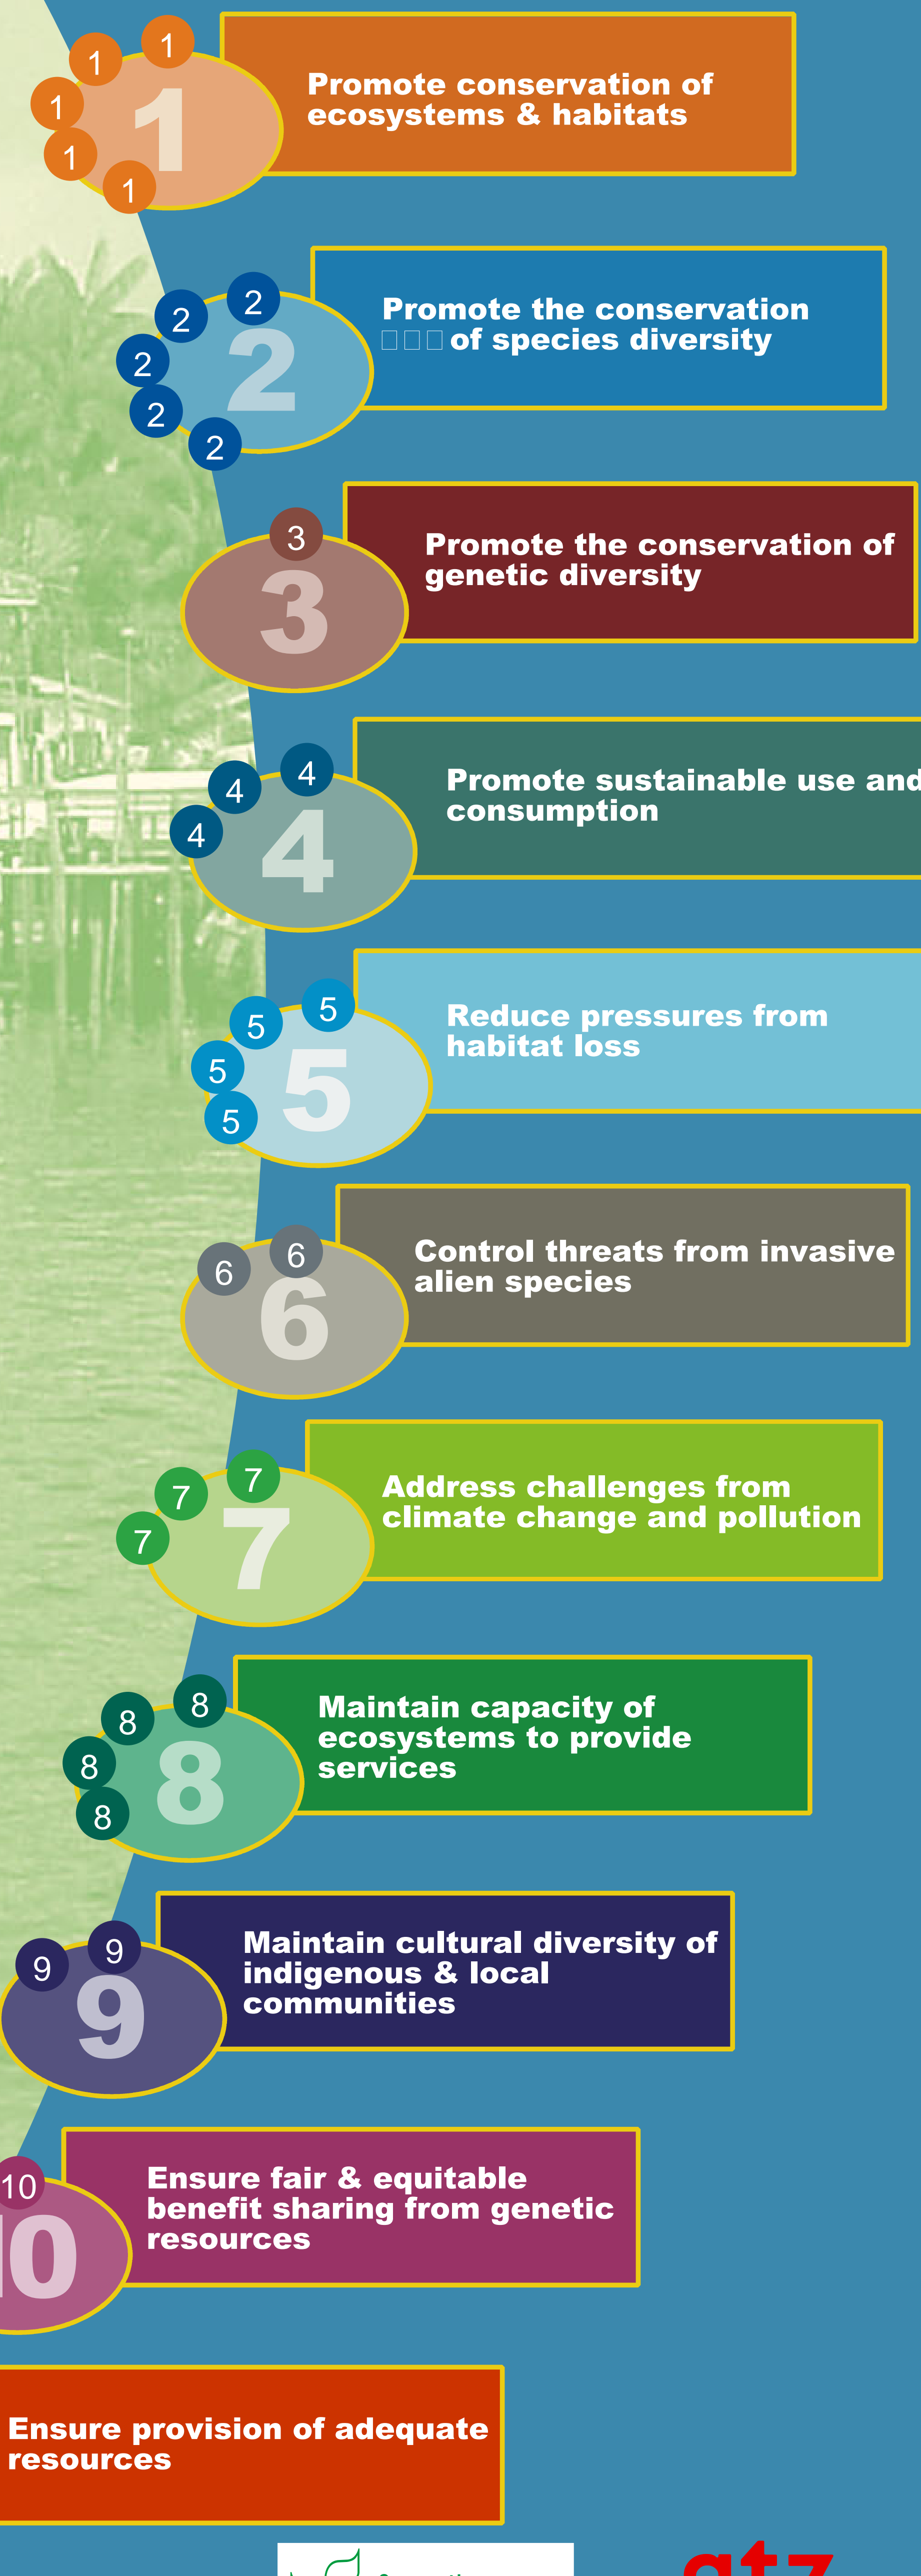 1
1
1
1
1
1
Promote conservation of
ecosystems & habitats
2
2
2
2
2
2
Promote the conservation
of species diversity
3
3
Promote the conservation of
genetic diversity
4
4
4
4
Promote sustainable use and
consumption
5
5
5
5
5
Reduce pressures from
habitat loss
6
6
6
Control threats from invasive
alien species
7
7
7
7
Address challenges from
climate change and pollution
8
8
8
8
8
Maintain capacity of
ecosystems to provide
services
9
9
9
Maintain cultural diversity of
indigenous & local
communities
10
10
Ensure fair & equitable
benefit sharing from genetic
resources
Ensure provision of adequate
resources
gtz